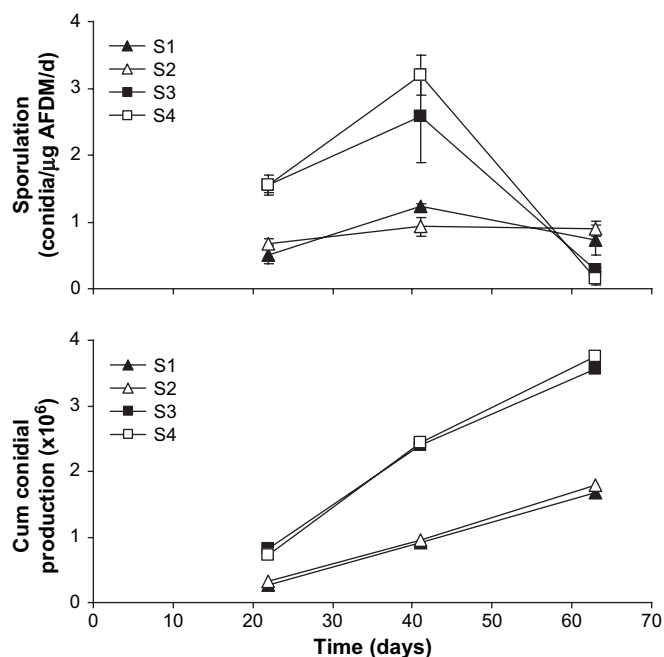 4
3
2
1
0
Sporulation
(conidia/µg AFDM/d)
S1
S2
S3
S4
4
3
2
1
0
Cum conidial
production (x10⁶)
S1
S2
S3
S4
0 10 20 30 40 50 60 70
Time (days)